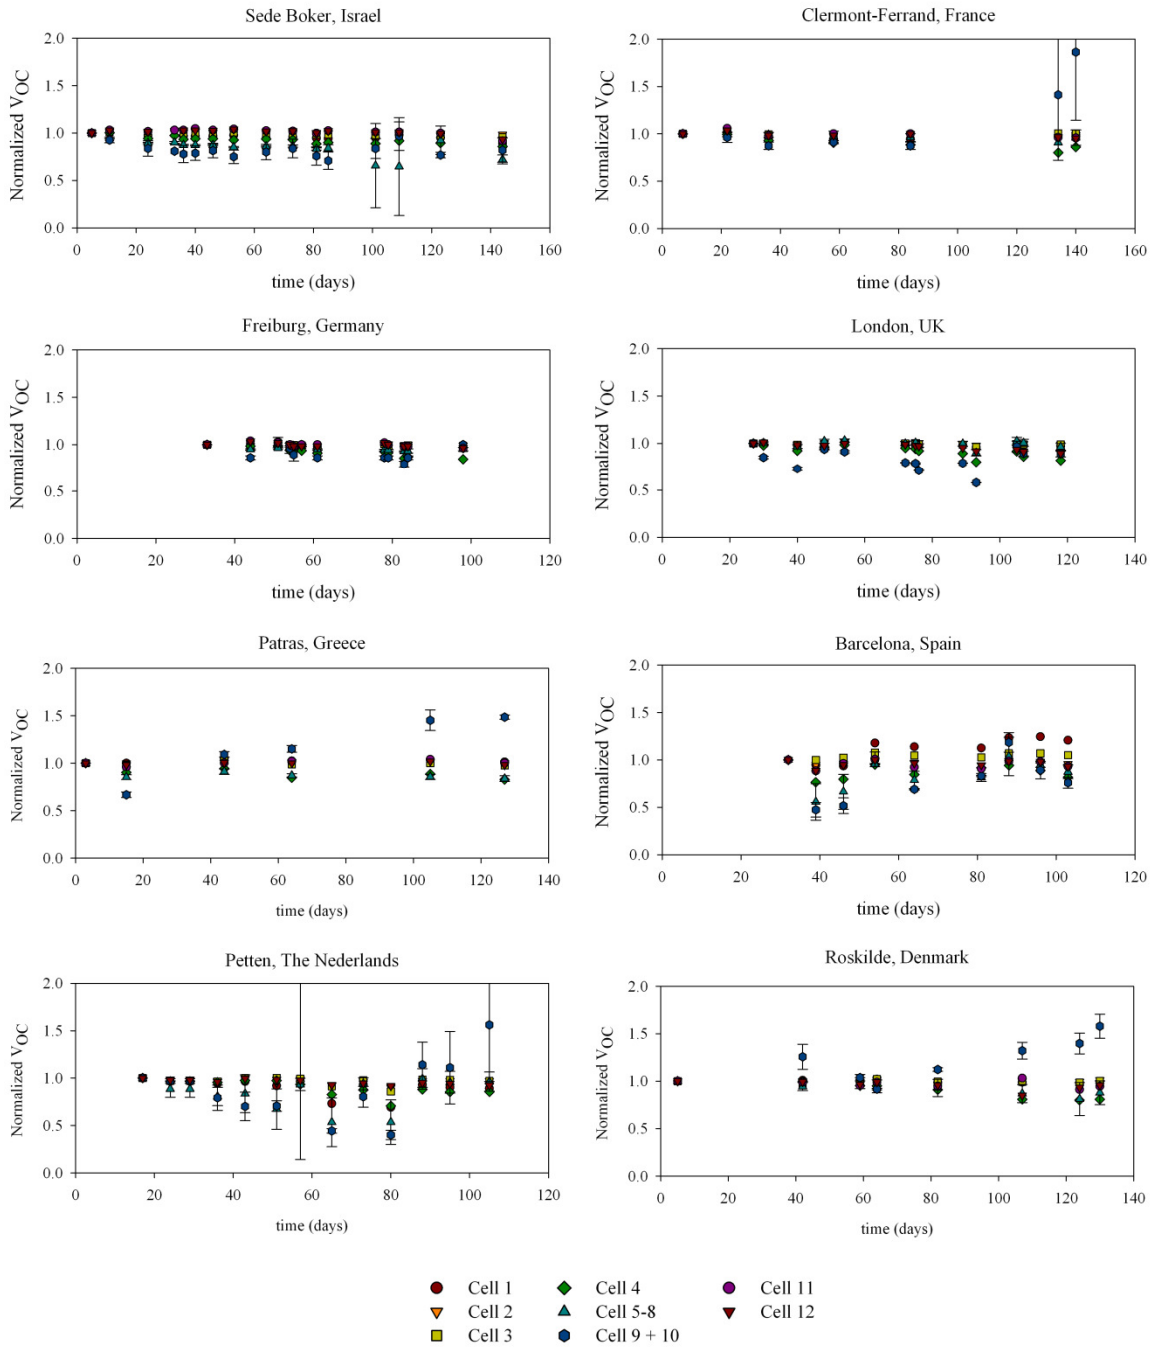 Sede Boker, Israel
Normalized VOC
2.0
1.5
1.0
0.5
0.0
0 20 40 60 80 100 120 140 160
time (days)
Clermont-Ferrand, France
Normalized VOC
2.0
1.5
1.0
0.5
0.0
0 20 40 60 80 100 120 140 160
time (days)
Freiburg, Germany
Normalized VOC
2.0
1.5
1.0
0.5
0.0
0 20 40 60 80 100 120
time (days)
London, UK
Normalized VOC
2.0
1.5
1.0
0.5
0.0
0 20 40 60 80 100 120 140
time (days)
Patras, Greece
Normalized VOC
2.0
1.5
1.0
0.5
0.0
0 20 40 60 80 100 120 140
time (days)
Barcelona, Spain
Normalized VOC
2.0
1.5
1.0
0.5
0.0
0 20 40 60 80 100 120
time (days)
Petten, The Nederlands
Normalized VOC
2.0
1.5
1.0
0.5
0.0
0 20 40 60 80 100 120
time (days)
Roskilde, Denmark
Normalized VOC
2.0
1.5
1.0
0.5
0.0
0 20 40 60 80 100 120 140
time (days)
Cell 1
Cell 2
Cell 3
Cell 4
Cell 5-8
Cell 9 + 10
Cell 11
Cell 12